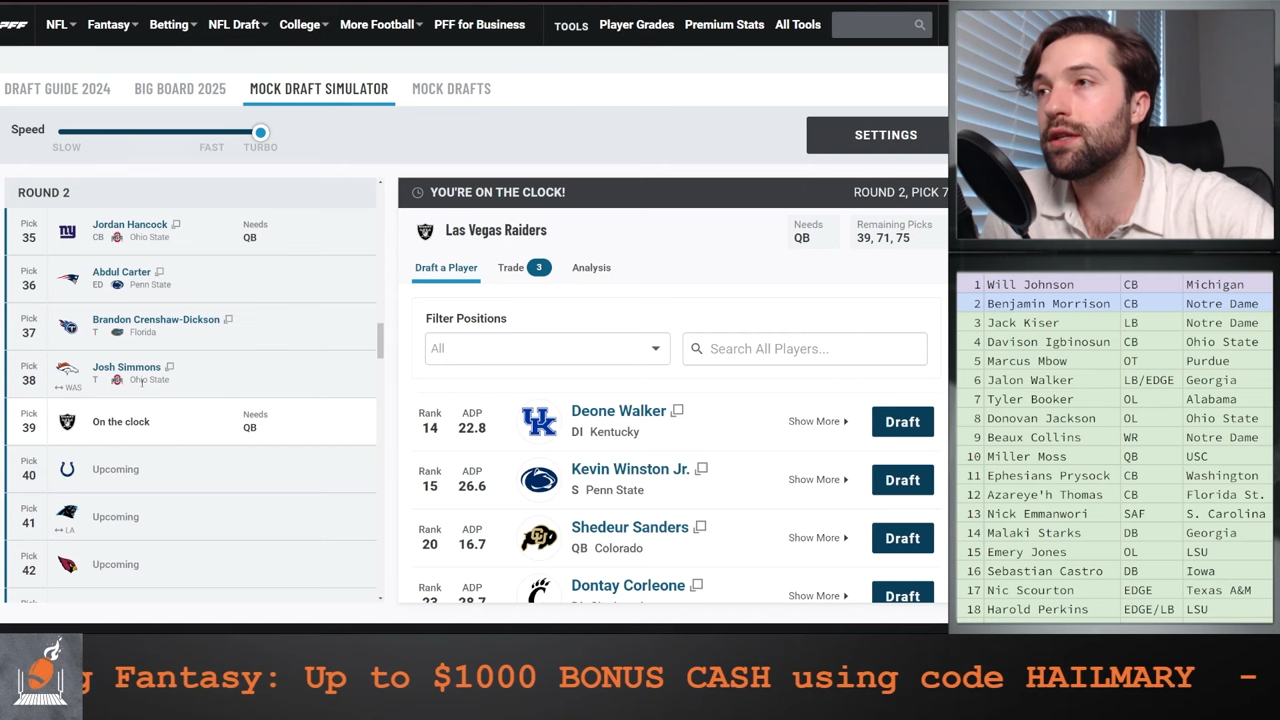 PFF NFL Fantasy Betting NFL Draft College More Football PFF for Business TOOLS Player Grades Premium Stats All Tools
DRAFT GUIDE 2024 BIG BOARD 2025 MOCK DRAFT SIMULATOR MOCK DRAFTS
Speed
SLOW FAST TURBO
SETTINGS
ROUND 2
Pick 35 Jordan Hancock Needs
CB Ohio State QB
Pick 36 Abdul Carter
ED Penn State
Pick 37 Brandon Crenshaw-Dickson
T Florida
Pick 38 Josh Simmons
WAS T Ohio State
Pick 39 On the clock Needs
QB
Pick 40 Upcoming
Pick 41 Upcoming
LA
Pick 42 Upcoming
YOU'RE ON THE CLOCK! ROUND 2, PICK 7
Las Vegas Raiders
Needs
QB
Remaining Picks
39, 71, 75
Draft a Player Trade 3 Analysis
Filter Positions
All Search All Players...
Rank 14 ADP 22.8 UK Deone Walker Show More Draft
DI Kentucky
Rank 15 ADP 26.6 Kevin Winston Jr. Show More Draft
S Penn State
Rank 20 ADP 16.7 CU Shedeur Sanders Show More Draft
QB Colorado
Rank 23 ADP 28.7 Dontay Corleone Show More Draft
1 Will Johnson CB Michigan
2 Benjamin Morrison CB Notre Dame
3 Jack Kiser LB Notre Dame
4 Davison Igbinosun CB Ohio State
5 Marcus Mbow OT Purdue
6 Jalon Walker LB/EDGE Georgia
7 Tyler Booker OL Alabama
8 Donovan Jackson OL Ohio State
9 Beaux Collins WR Notre Dame
10 Miller Moss QB USC
11 Ephesians Prysock CB Washington
12 Azareye'h Thomas CB Florida St.
13 Nick Emmanwori SAF S. Carolina
14 Malaki Starks DB Georgia
15 Emery Jones OL LSU
16 Sebastian Castro DB Iowa
17 Nic Scourton EDGE Texas A&M
18 Harold Perkins EDGE/LB LSU
g Fantasy: Up to $1000 BONUS CASH using code HAILMARY -